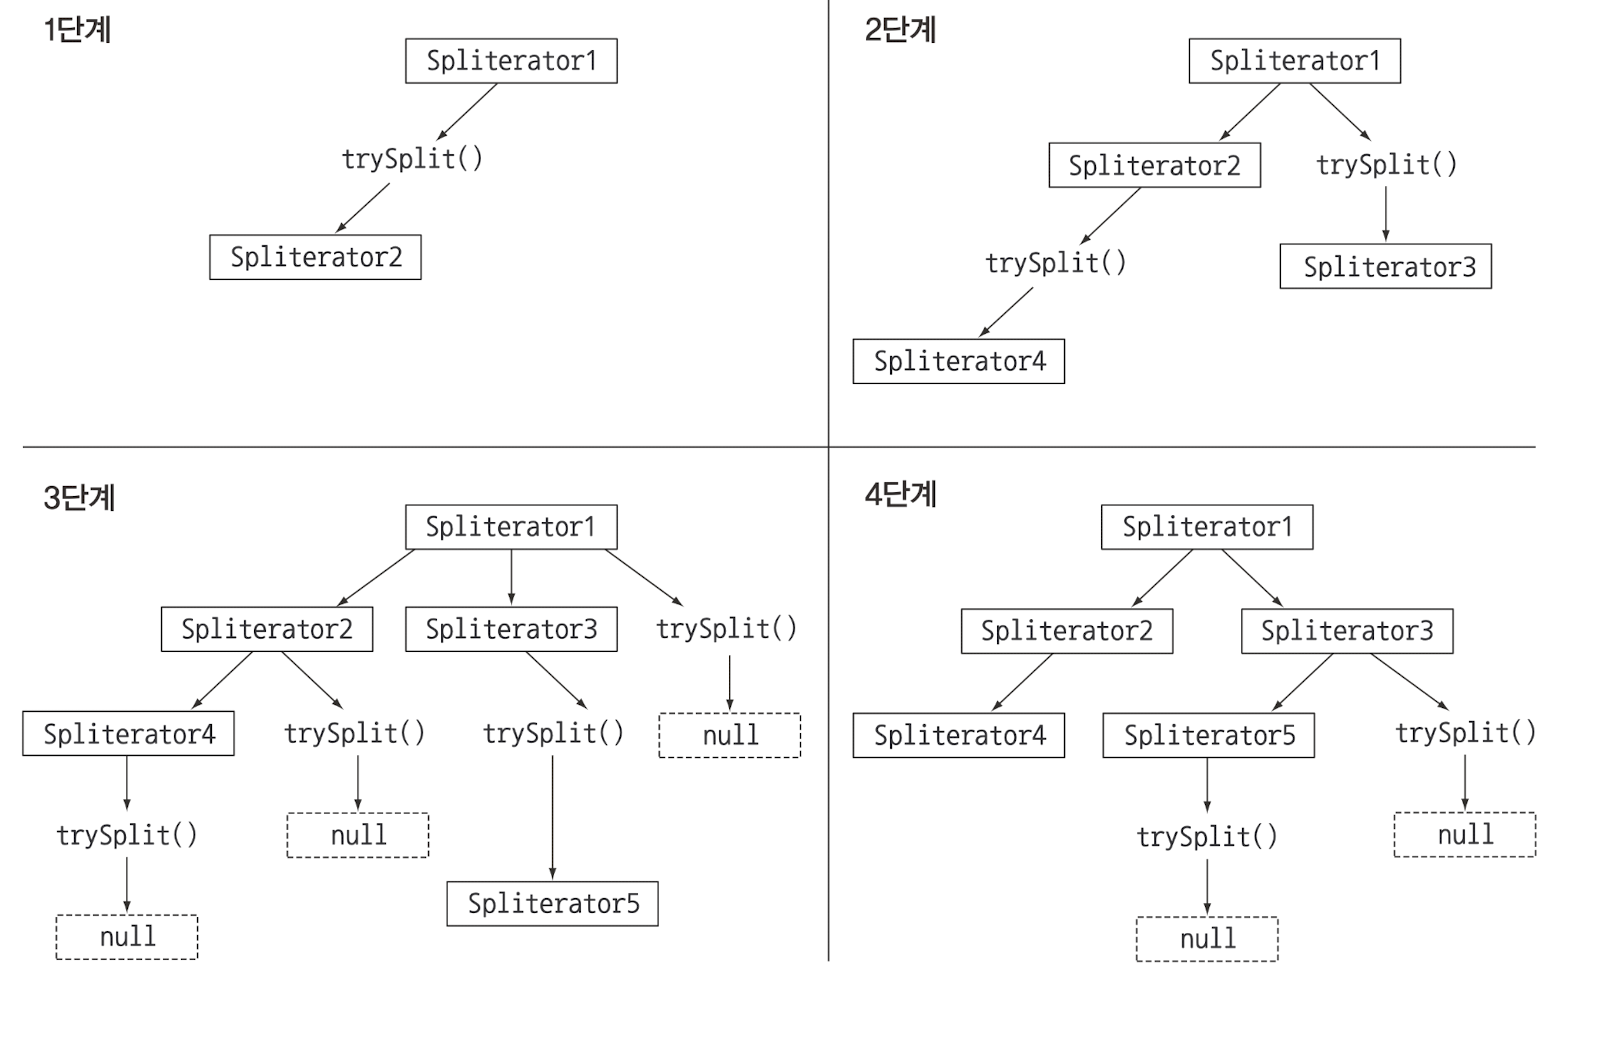 1단계
Spliterator1
trySplit()
Spliterator2
2단계
Spliterator1
Spliterator2
trySplit()
trySplit()
Spliterator3
Spliterator4
3단계
Spliterator1
Spliterator2
Spliterator3
trySplit()
Spliterator4
trySplit()
trySplit()
null
trySplit()
null
Spliterator5
null
4단계
Spliterator1
Spliterator2
Spliterator3
Spliterator4
Spliterator5
trySplit()
trySplit()
null
null